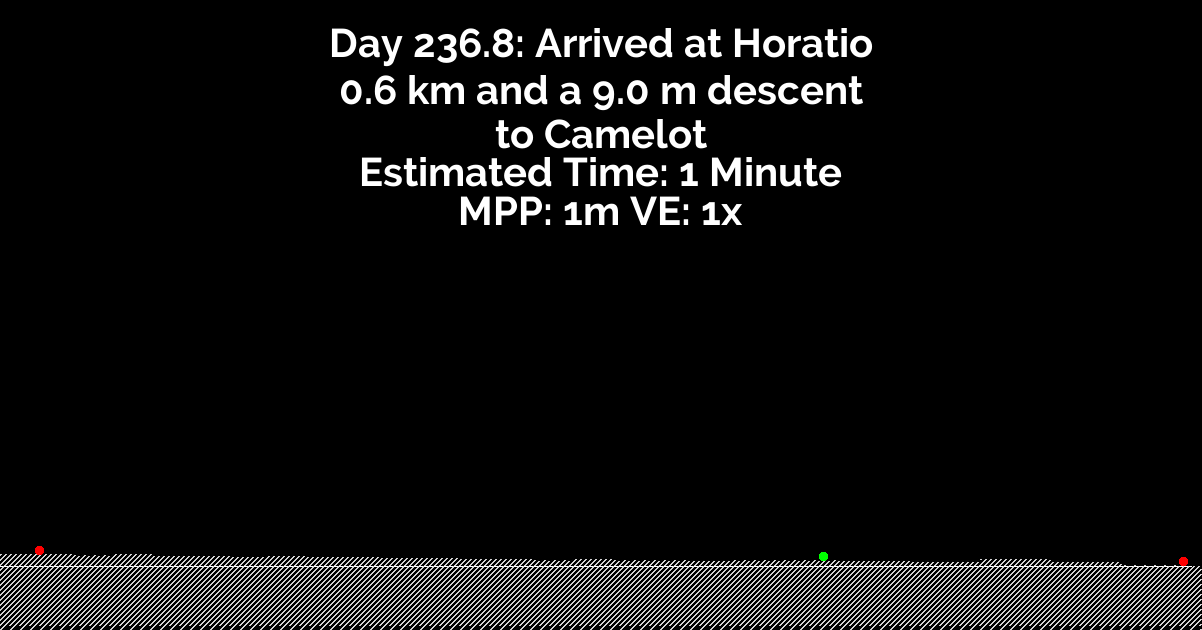 Day 236.8: Arrived at Horatio
0.6 km and a 9.0 m descent
to Camelot
Estimated Time: 1 Minute
MPP: 1m VE: 1x